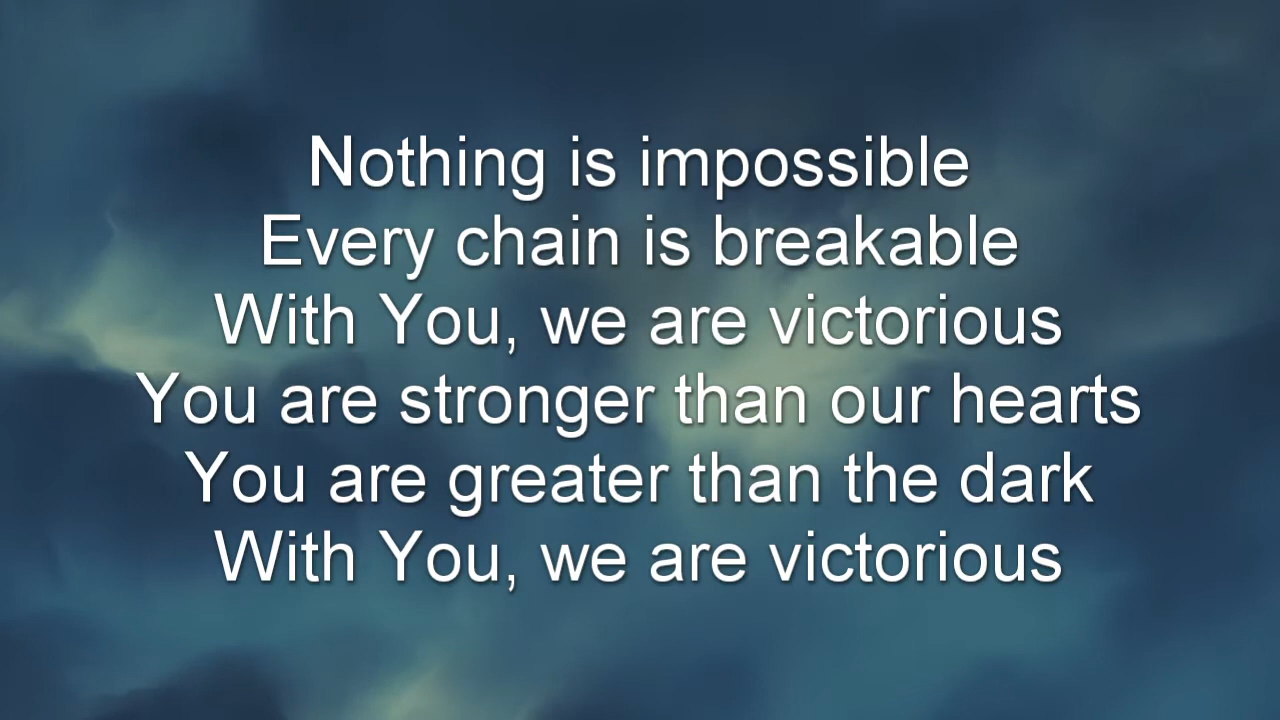 Nothing is impossible
Every chain is breakable
With You, we are victorious
You are stronger than our hearts
You are greater than the dark
With You, we are victorious